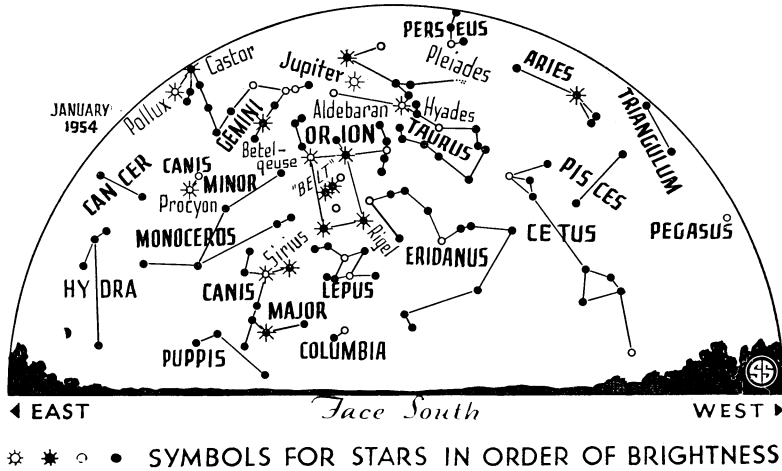 PERSEUS
Pleiades
ARIES
Castor
Jupiter
TRIANGULUM
JANUARY
1954
Pollux
GEMINI
Aldebaran
Hyades
ORION
TAURUS
Betel-
geuse
CANCER
CANIS
MINOR
Procyon
"BELT"
PISCES
MONOCEROS
Sirius
Rigel
ERIDANUS
CETUS
PEGASUS
HYDRA
CANIS
MAJOR
LEPUS
PUPPIS
COLUMBIA
EAST
Face South
WEST
SYMBOLS FOR STARS IN ORDER OF BRIGHTNESS